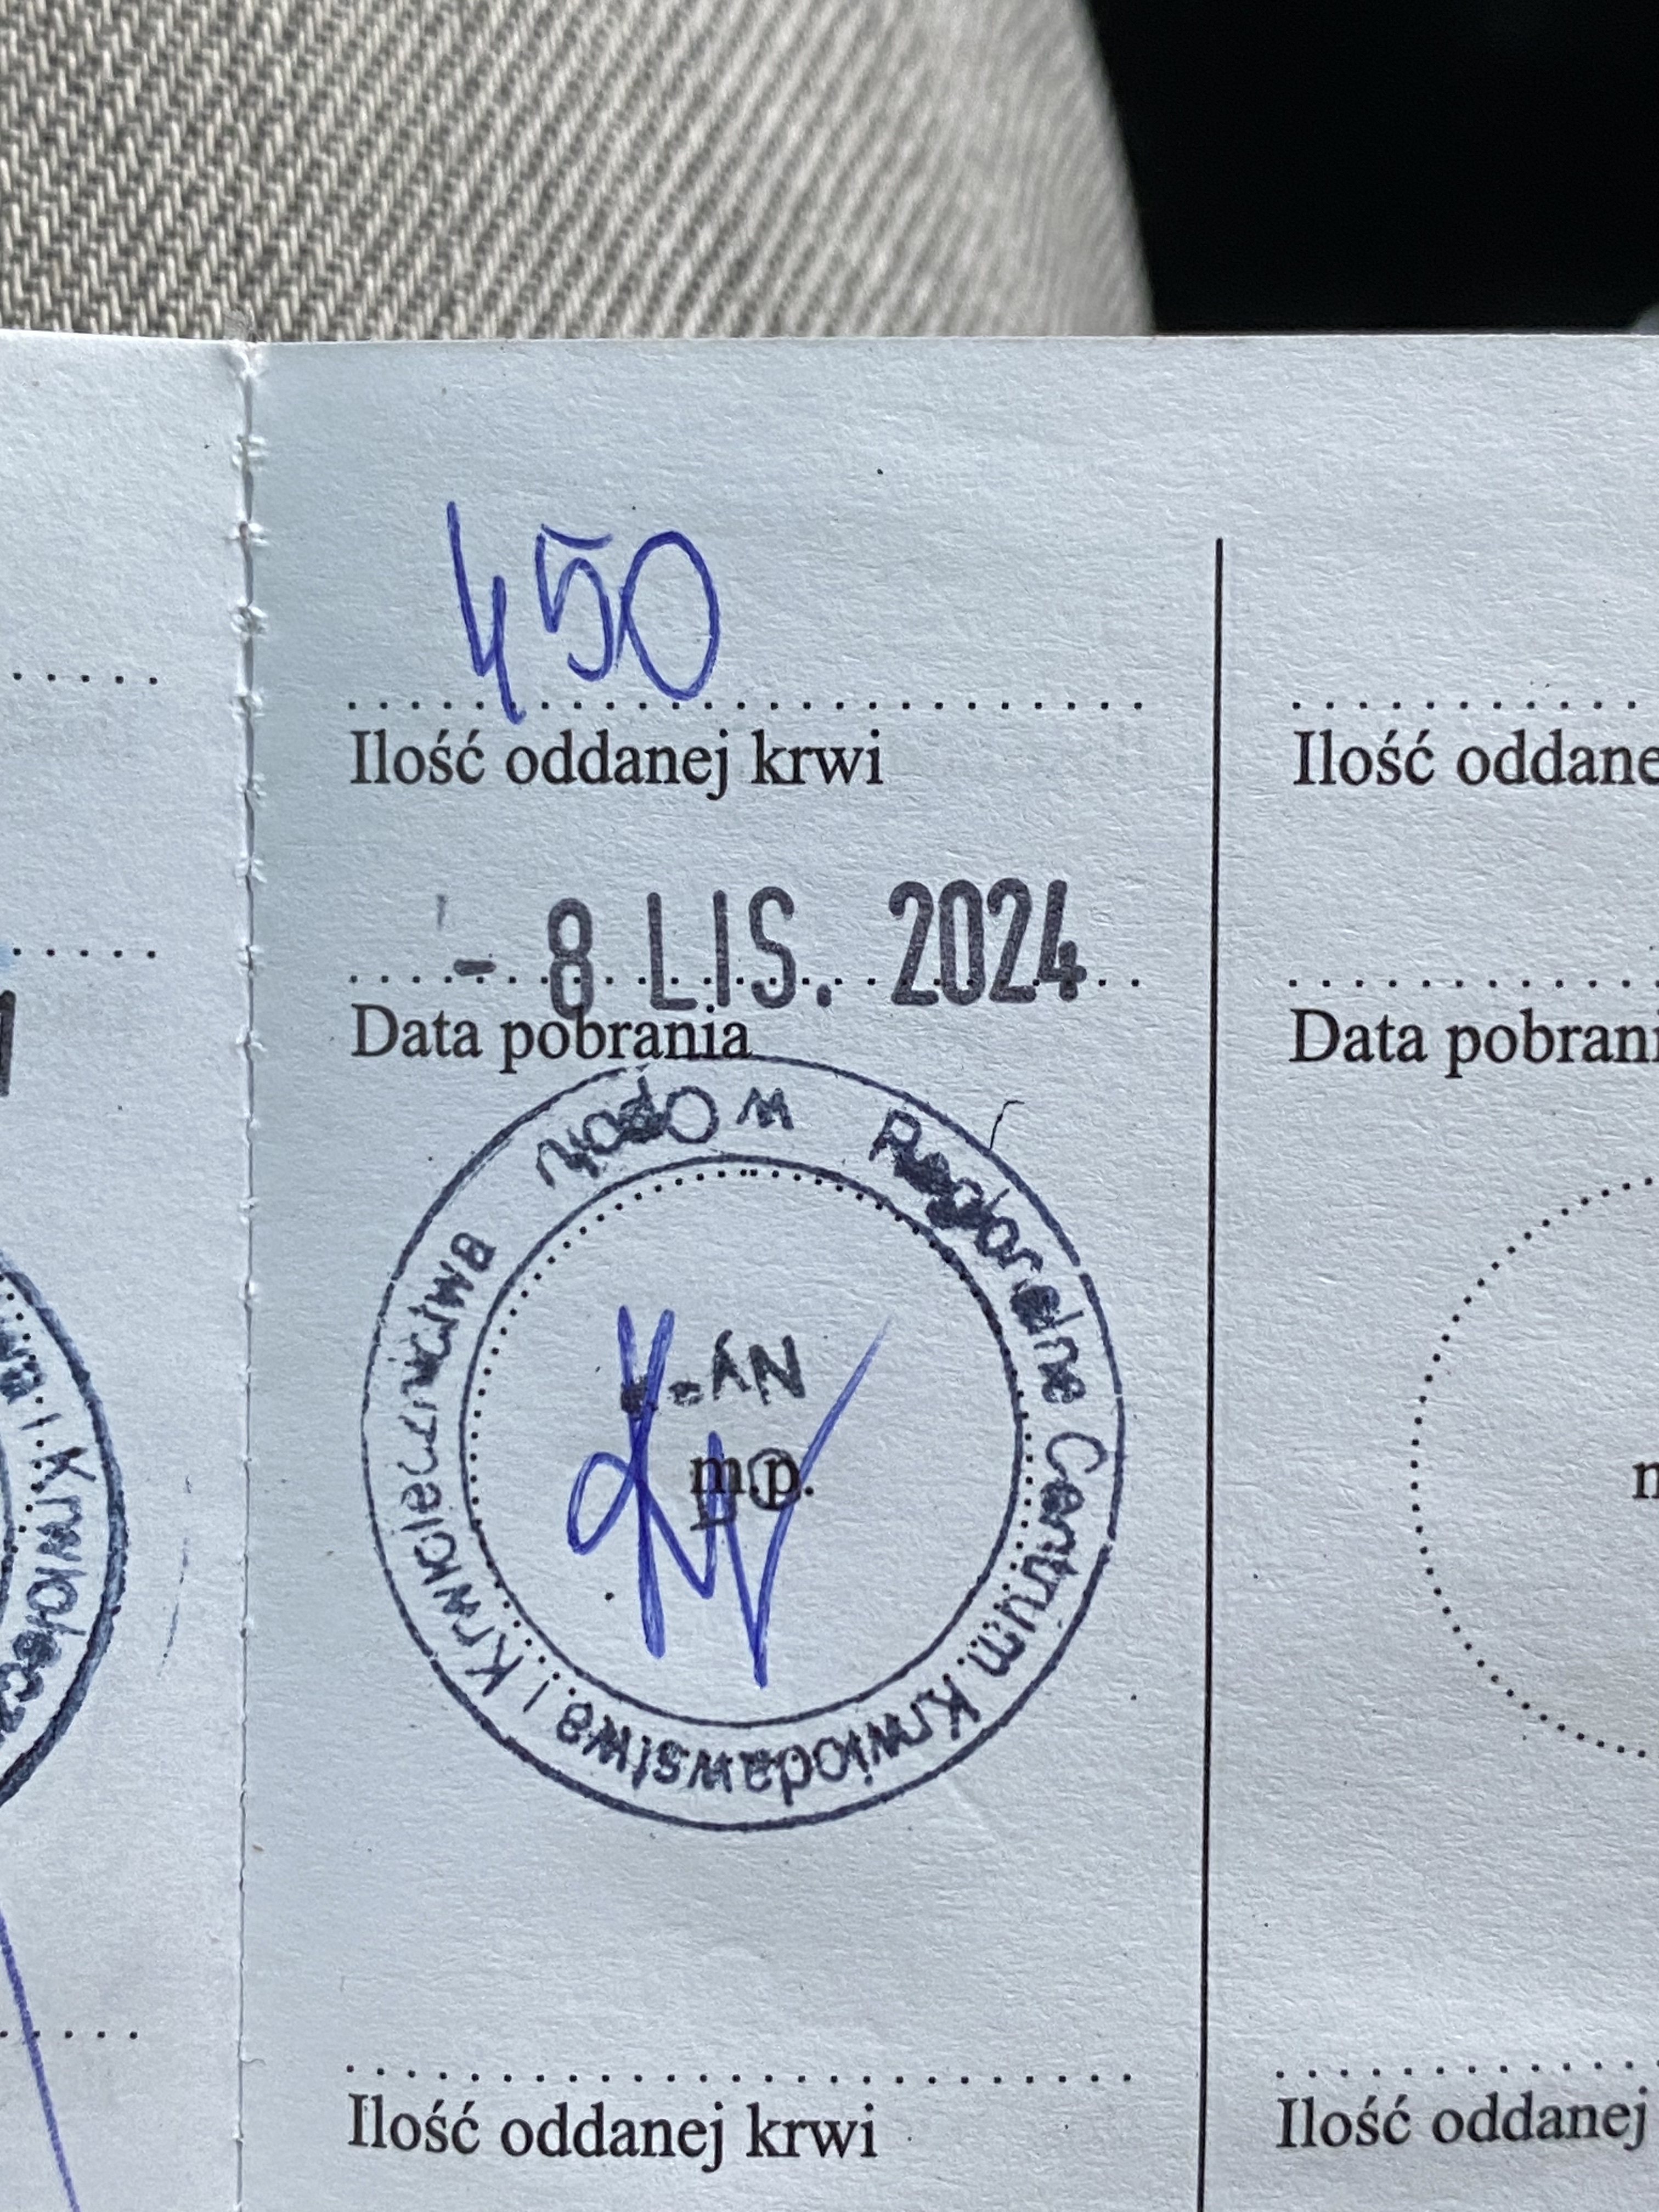 450
Ilość oddanej krwi
Ilość oddane
- 8 LIS. 2024
Data pobrania
Data pobrani
Regionalne Centrum Krwiodawstwa i Krwiolecznictwa
w Opolu
m.p.
Ilość oddanej krwi
Ilość oddanej